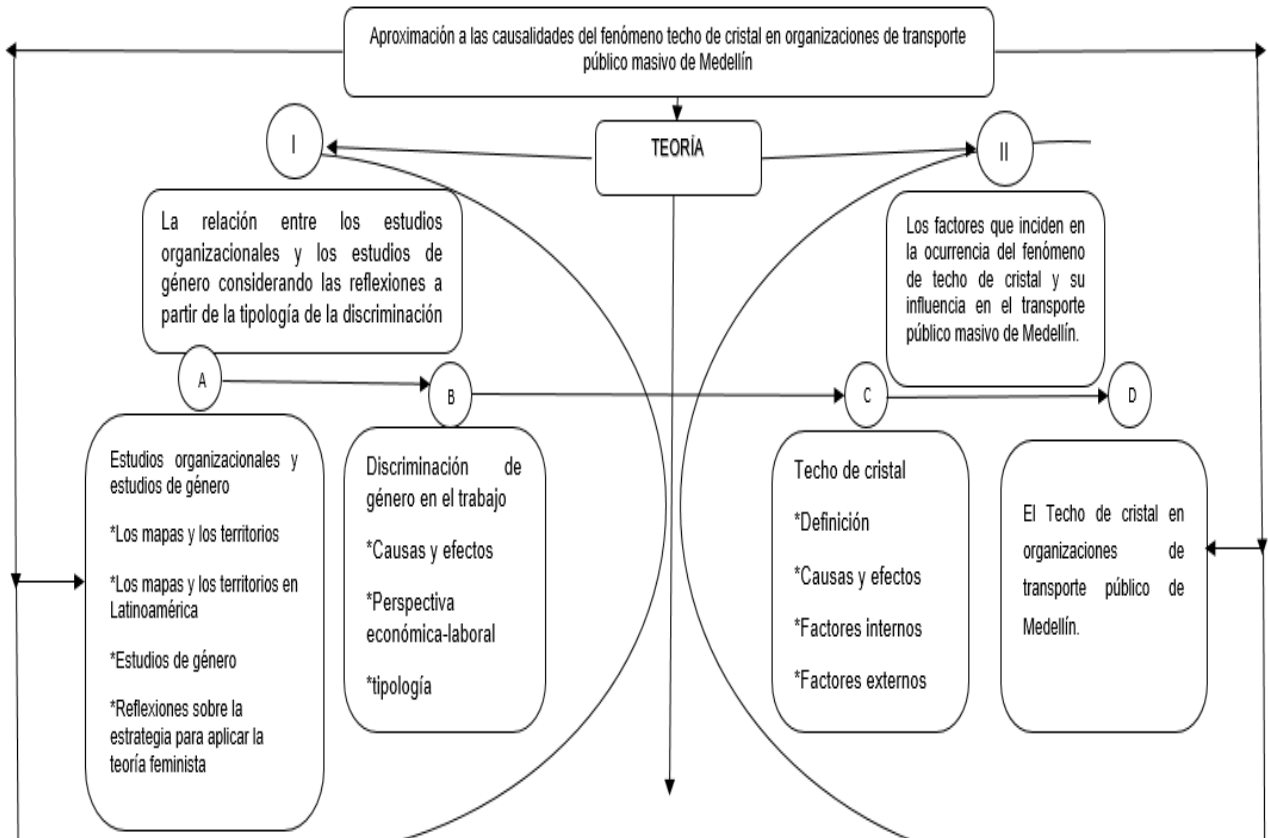 Aproximación a las causalidades del fenómeno techo de cristal en organizaciones de transporte
público masivo de Medellín
I
TEORÍA
II
La relación entre los estudios
organizacionales y los estudios de
género considerando las reflexiones a
partir de la tipología de la discriminación
Los factores que inciden en
la ocurrencia del fenómeno
de techo de cristal y su
influencia en el transporte
público masivo de Medellín.
A
B
C
D
Estudios organizacionales y
estudios de género
*Los mapas y los territorios
*Los mapas y los territorios en
Latinoamérica
*Estudios de género
*Reflexiones sobre la
estrategia para aplicar la
teoría feminista
Discriminación de
género en el trabajo
*Causas y efectos
*Perspectiva
económica-laboral
*tipología
Techo de cristal
*Definición
*Causas y efectos
*Factores internos
*Factores externos
El Techo de cristal en
organizaciones de
transporte público de
Medellín.